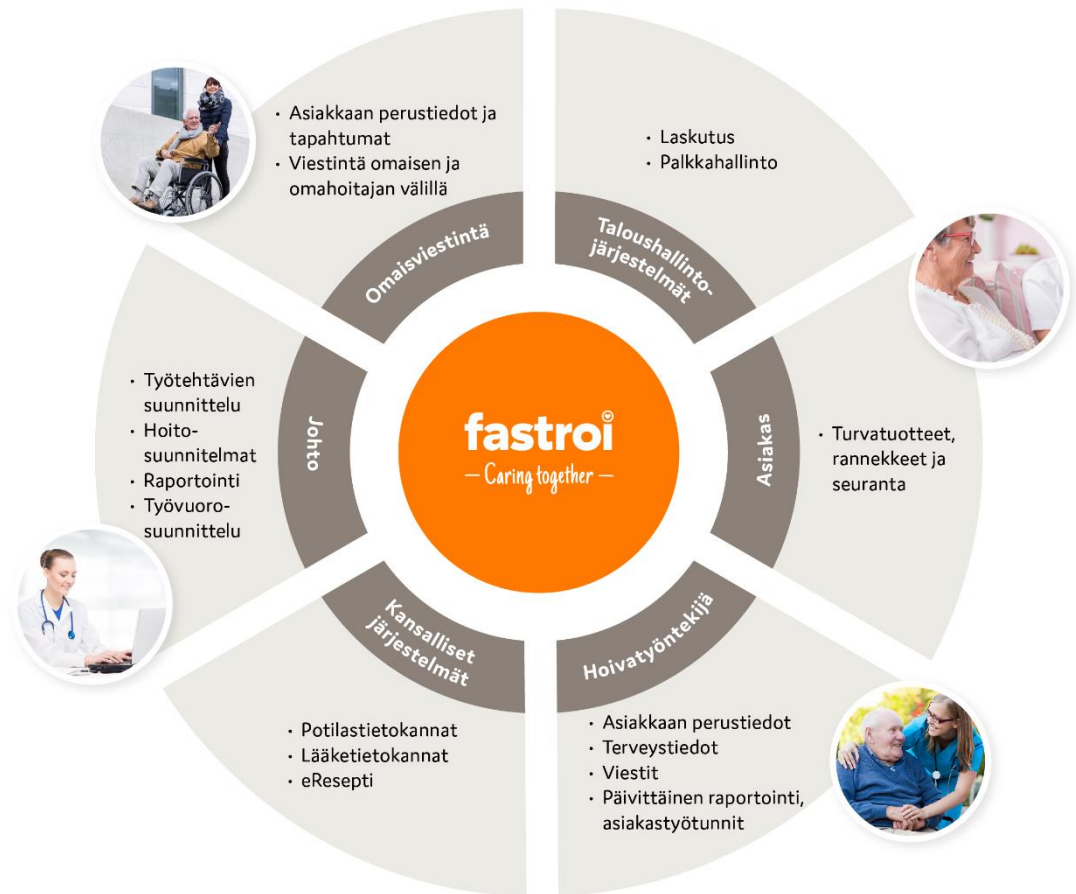 • Asiakkaan perustiedot ja
tapahtumat
• Viestintä omaisen ja
omahoitajan välillä
Omaisviestintä
• Laskutus
• Palkkahallinto
Taloushallinto-
järjestelmät
• Työtehtävien
suunnittelu
• Hoito-
suunnitelmat
• Raportointi
• Työvuoro-
suunnittelu
Johto
fastroi
– Caring together –
Asiakas
• Turvatuotteet,
rannekkeet ja
seuranta
Kansalliset
järjestelmät
• Potilastietokannat
• Lääketietokannat
• eResepti
Hoivatyöntekijä
• Asiakkaan perustiedot
• Terveystiedot
• Viestit
• Päivittäinen raportointi,
asiakastyötunnit